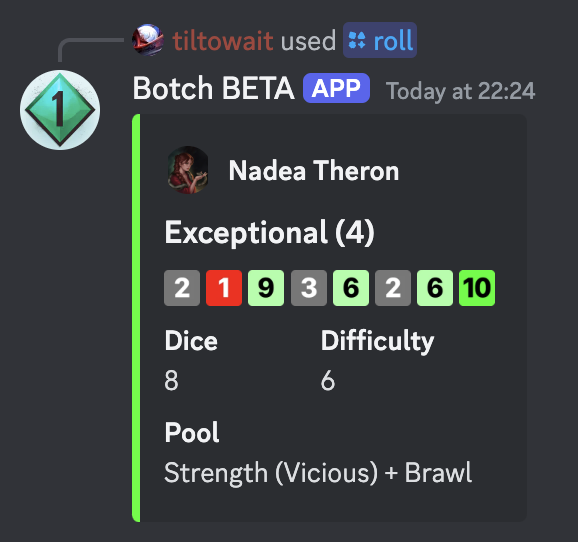 tiltowait used roll
1
Botch BETA APP Today at 22:24
Nadea Theron
Exceptional (4)
2 1 9 3 6 2 6 10
Dice Difficulty
8 6
Pool
Strength (Vicious) + Brawl